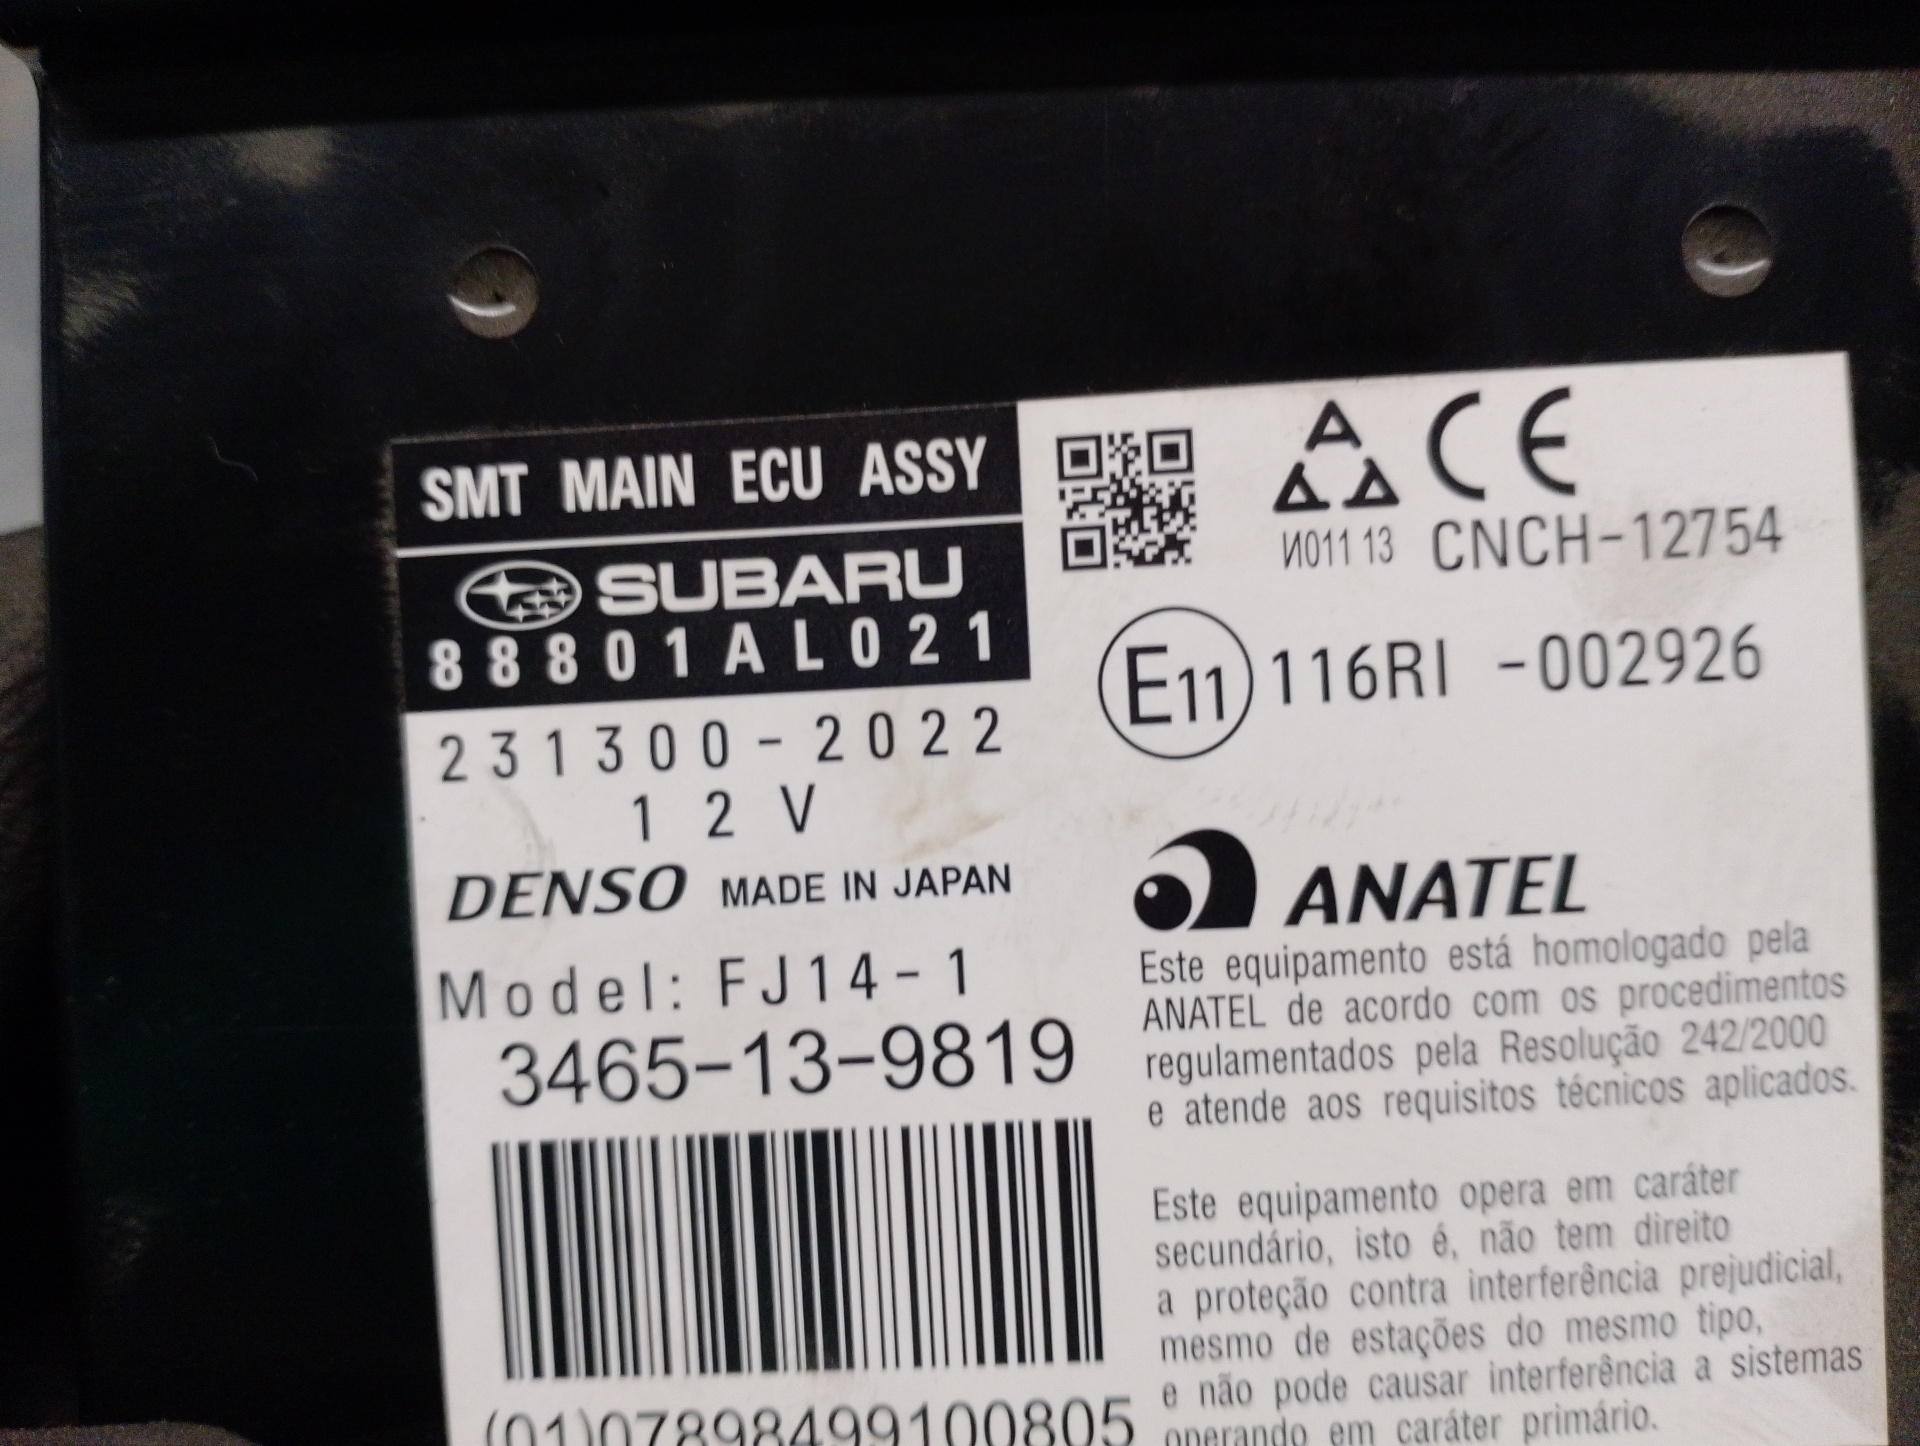 SMT MAIN ECU ASSY
SUBARU
88801AL021
231300-2022
12V
DENSO MADE IN JAPAN
Model: FJ14-1
3465-13-9819
(01)07898499100805
CE
И011 13 CNCH-12754
E11 116RI -002926
ANATEL
Este equipamento está homologado pela
ANATEL de acordo com os procedimentos
regulamentados pela Resolução 242/2000
e atende aos requisitos técnicos aplicados.
Este equipamento opera em caráter
secundário, isto é, não tem direito
a proteção contra interferência prejudicial,
mesmo de estações do mesmo tipo,
e não pode causar interferência a sistemas
operando em caráter primário.